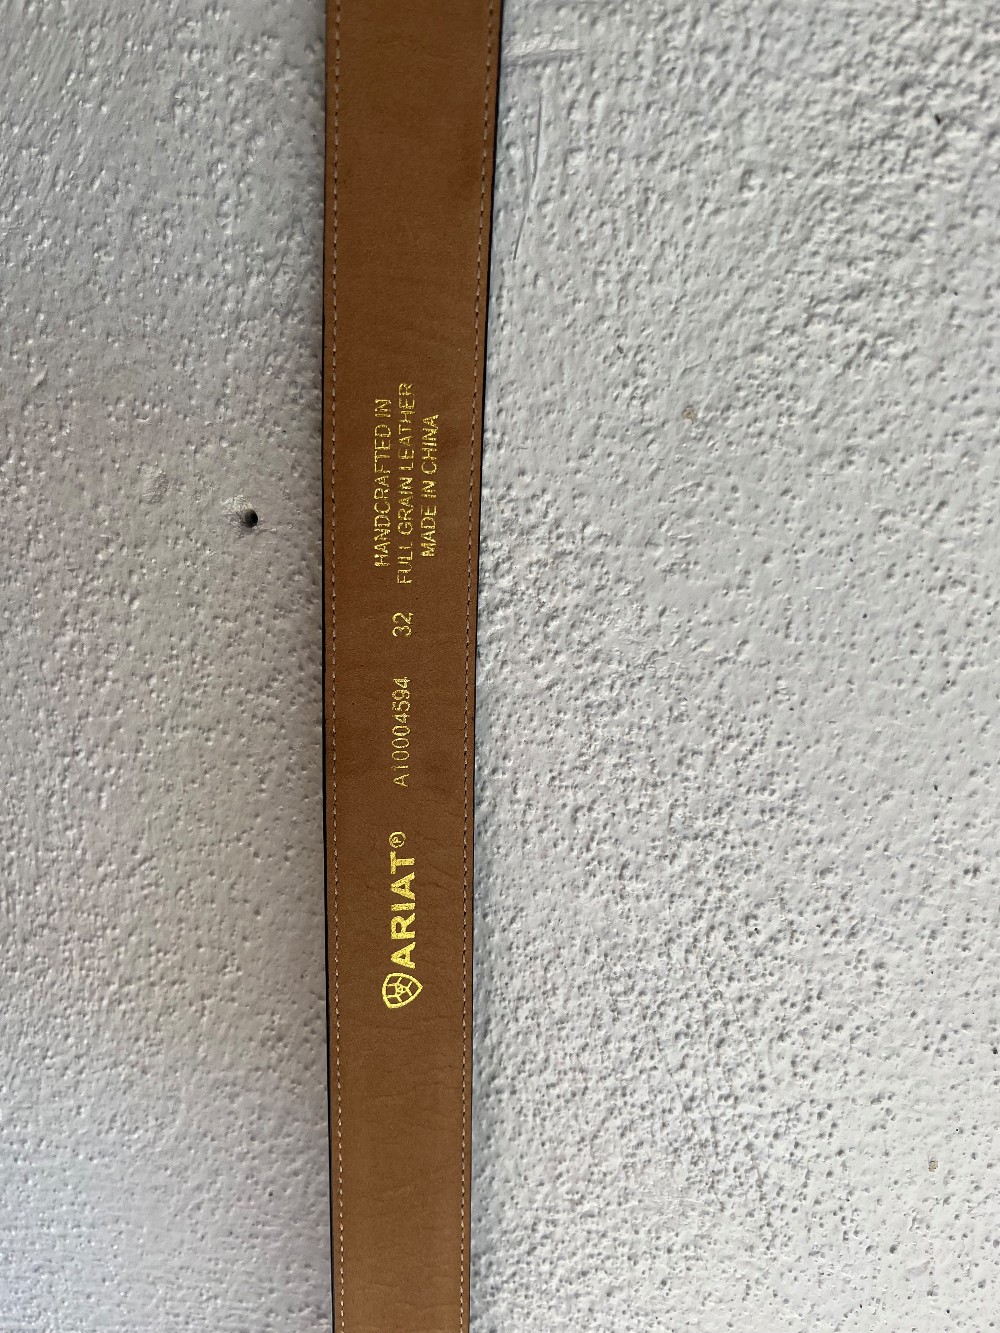 ARIAT®
A10004594
32
HANDCRAFTED IN
FULL GRAIN LEATHER
MADE IN CHINA